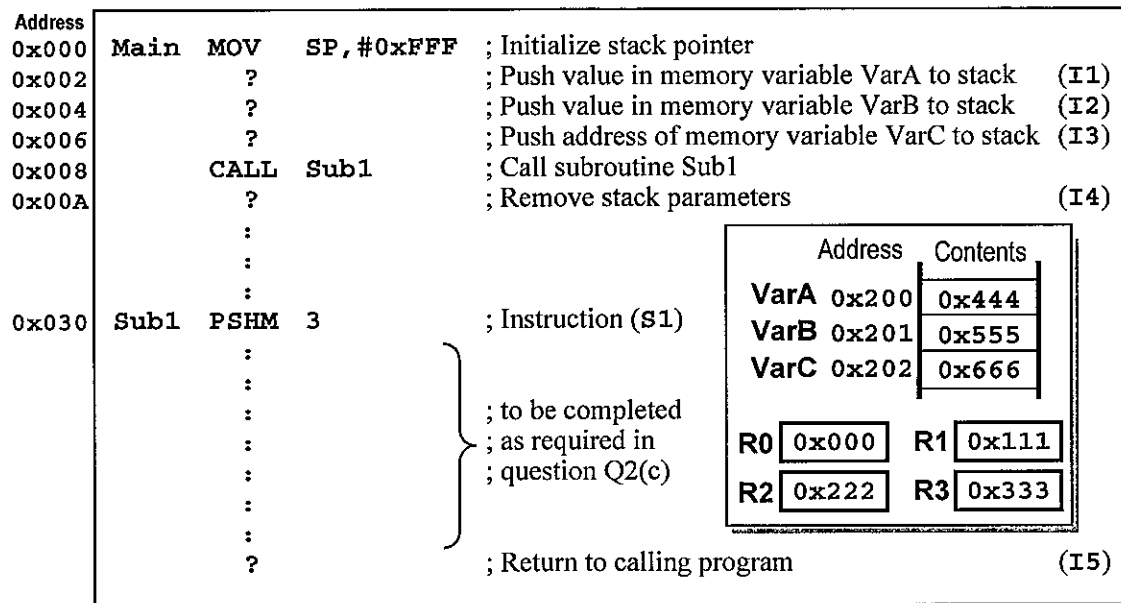 Address
0x000 Main MOV SP,#0xFFF ; Initialize stack pointer
0x002 ? ; Push value in memory variable VarA to stack (I1)
0x004 ? ; Push value in memory variable VarB to stack (I2)
0x006 ? ; Push address of memory variable VarC to stack (I3)
0x008 CALL Sub1 ; Call subroutine Sub1
0x00A ? ; Remove stack parameters (I4)
:
:
:
0x030 Sub1 PSHM 3 ; Instruction (S1)
:
:
: ; to be completed
: ; as required in
: ; question Q2(c)
:
:
? ; Return to calling program (I5)
Address Contents
VarA 0x200 0x444
VarB 0x201 0x555
VarC 0x202 0x666
R0 0x000 R1 0x111
R2 0x222 R3 0x333